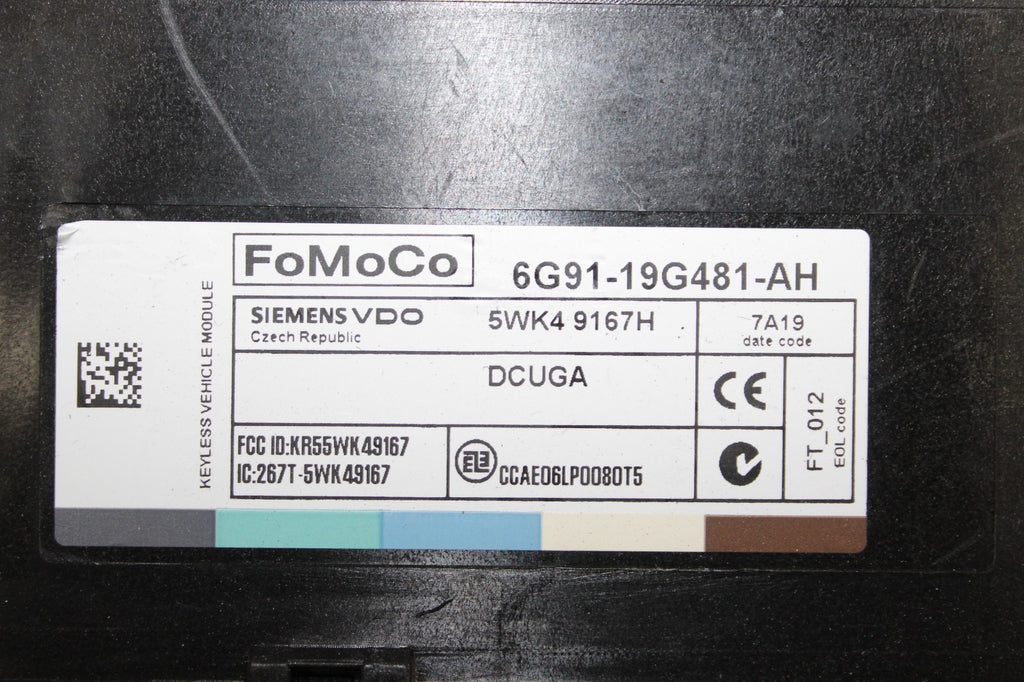 FoMoCo
6G91-19G481-AH
KEYLESS VEHICLE MODULE
SIEMENS VDO
Czech Republic
5WK4 9167H
7A19
date code
DCUGA
CE
FT_012
EOL code
FCC ID:KR55WK49167
IC:267T-5WK49167
CCAE06LP0080T5